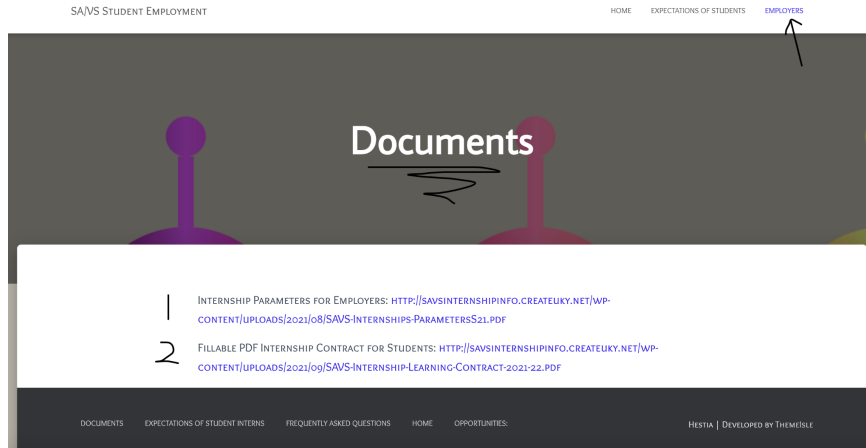 SA/VS Student Employment
HOME EXPECTATIONS OF STUDENTS EMPLOYERS
Documents
1 Internship Parameters for Employers: http://savsinternshipinfo.createuky.net/wp-
content/uploads/2021/08/SAVS-Internships-ParametersS21.pdf
2 Fillable PDF Internship Contract for Students: http://savsinternshipinfo.createuky.net/wp-
content/uploads/2021/09/SAVS-Internship-Learning-Contract-2021-22.pdf
DOCUMENTS EXPECTATIONS OF STUDENT INTERNS FREQUENTLY ASKED QUESTIONS HOME OPPORTUNITIES: Hestia | Developed by ThemeIsle